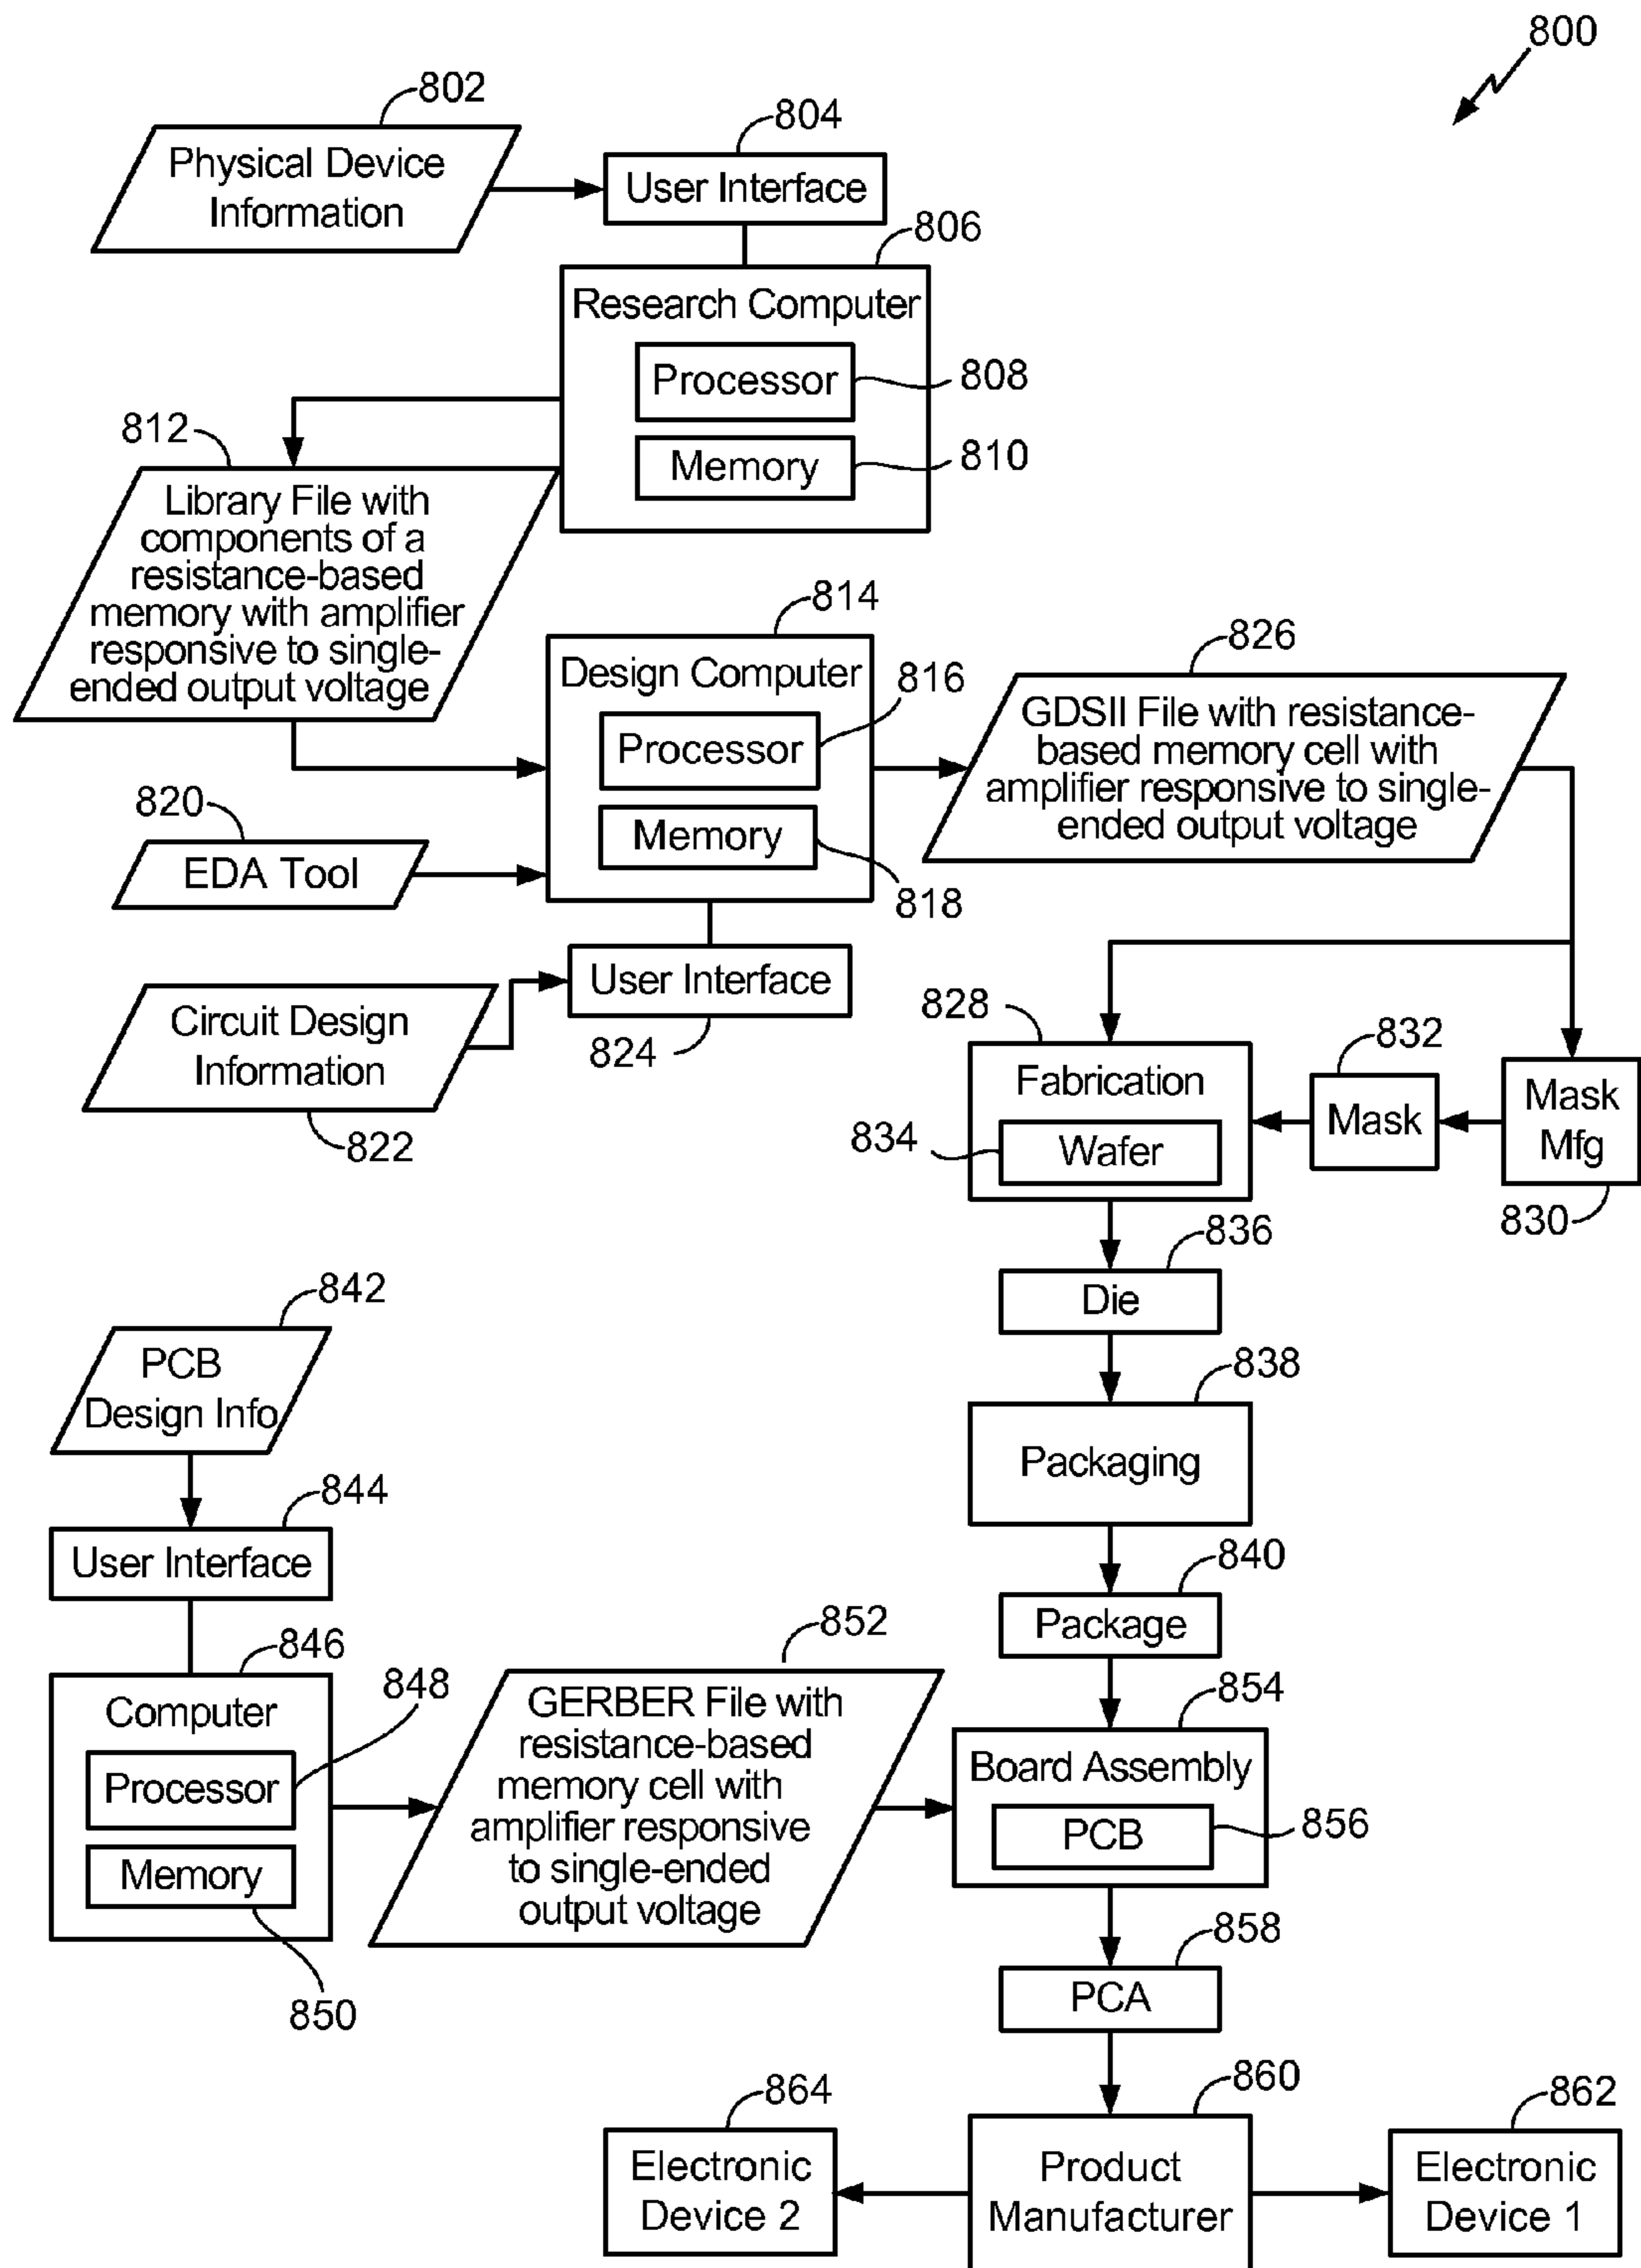 800
802
Physical Device
Information
804
User Interface
806
Research Computer
Processor
808
Memory
810
812
Library File with
components of a
resistance-based
memory with amplifier
responsive to single-
ended output voltage
814
Design Computer
816
Processor
Memory
818
820
EDA Tool
826
GDSII File with resistance-
based memory cell with
amplifier responsive to single-
ended output voltage
User Interface
824
Circuit Design
Information
822
828
Fabrication
834
Wafer
832
Mask
Mask
Mfg
830
836
Die
838
Packaging
840
Package
842
PCB
Design Info
844
User Interface
846
Computer
848
Processor
Memory
850
852
GERBER File with
resistance-based
memory cell with
amplifier responsive
to single-ended
output voltage
854
Board Assembly
PCB
856
858
PCA
860
Product
Manufacturer
864
Electronic
Device 2
862
Electronic
Device 1